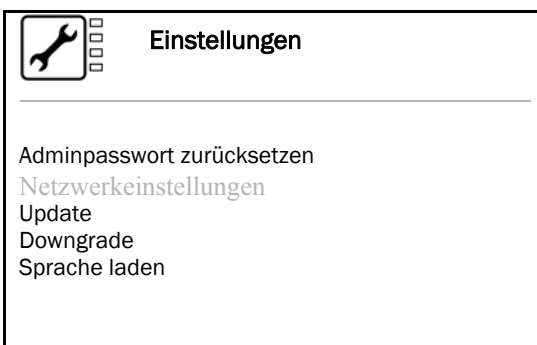 Einstellungen
Adminpasswort zurücksetzen
Netzwerkeinstellungen
Update
Downgrade
Sprache laden